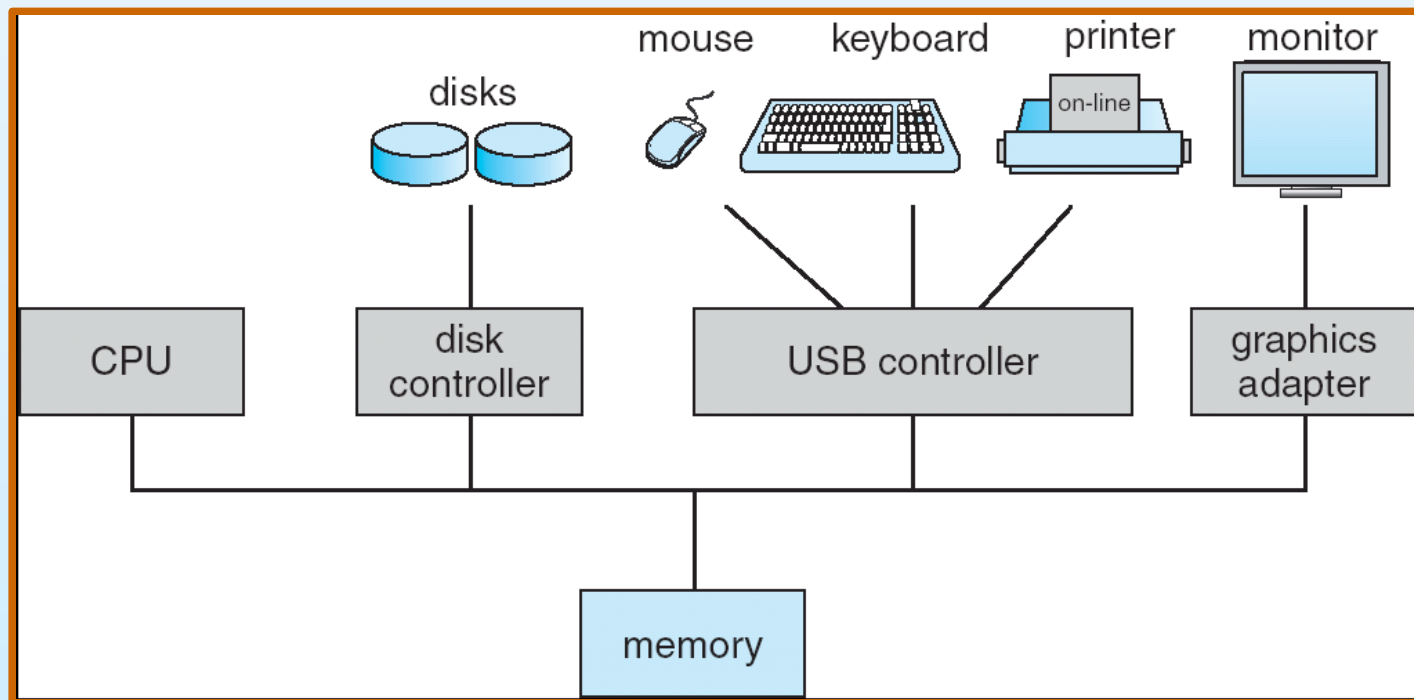 mouse
keyboard
printer
monitor
disks
on-line
CPU
disk
controller
USB controller
graphics
adapter
memory